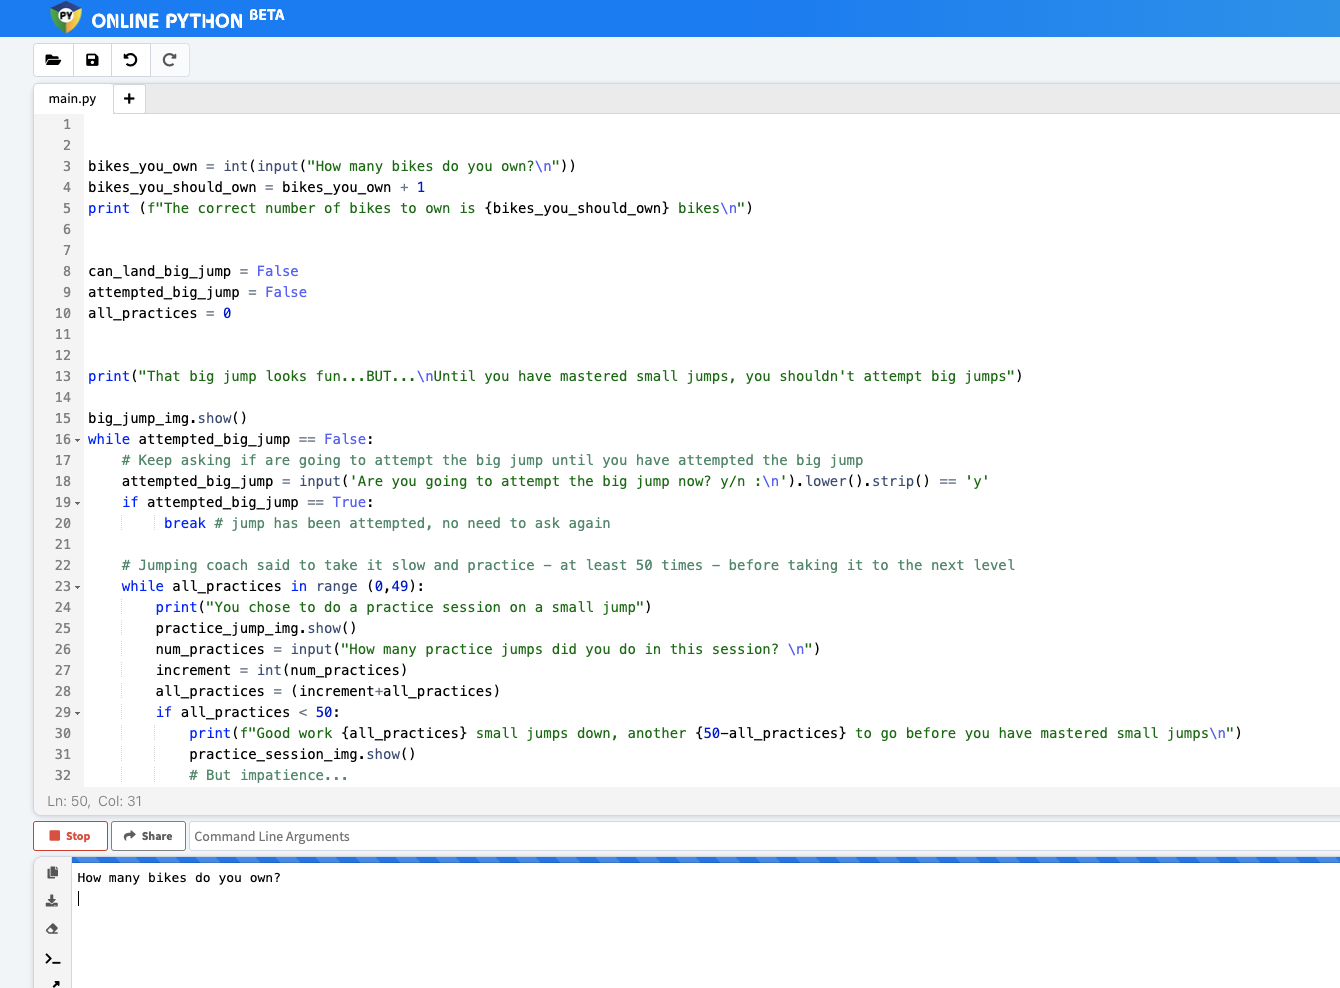 PY ONLINE PYTHON BETA
main.py +
1
2
3 bikes_you_own = int(input("How many bikes do you own?\n"))
4 bikes_you_should_own = bikes_you_own + 1
5 print (f"The correct number of bikes to own is {bikes_you_should_own} bikes\n")
6
7
8 can_land_big_jump = False
9 attempted_big_jump = False
10 all_practices = 0
11
12
13 print("That big jump looks fun...BUT...\nUntil you have mastered small jumps, you shouldn't attempt big jumps")
14
15 big_jump_img.show()
16 while attempted_big_jump == False:
17     # Keep asking if are going to attempt the big jump until you have attempted the big jump
18     attempted_big_jump = input('Are you going to attempt the big jump now? y/n :\n').lower().strip() == 'y'
19     if attempted_big_jump == True:
20          break # jump has been attempted, no need to ask again
21
22     # Jumping coach said to take it slow and practice - at least 50 times - before taking it to the next level
23     while all_practices in range (0,49):
24         print("You chose to do a practice session on a small jump")
25         practice_jump_img.show()
26         num_practices = input("How many practice jumps did you do in this session? \n")
27         increment = int(num_practices)
28         all_practices = (increment+all_practices)
29         if all_practices < 50:
30             print(f"Good work {all_practices} small jumps down, another {50-all_practices} to go before you have mastered small jumps\n")
31             practice_session_img.show()
32             # But impatience...
Ln: 50, Col: 31
Stop Share Command Line Arguments
How many bikes do you own?